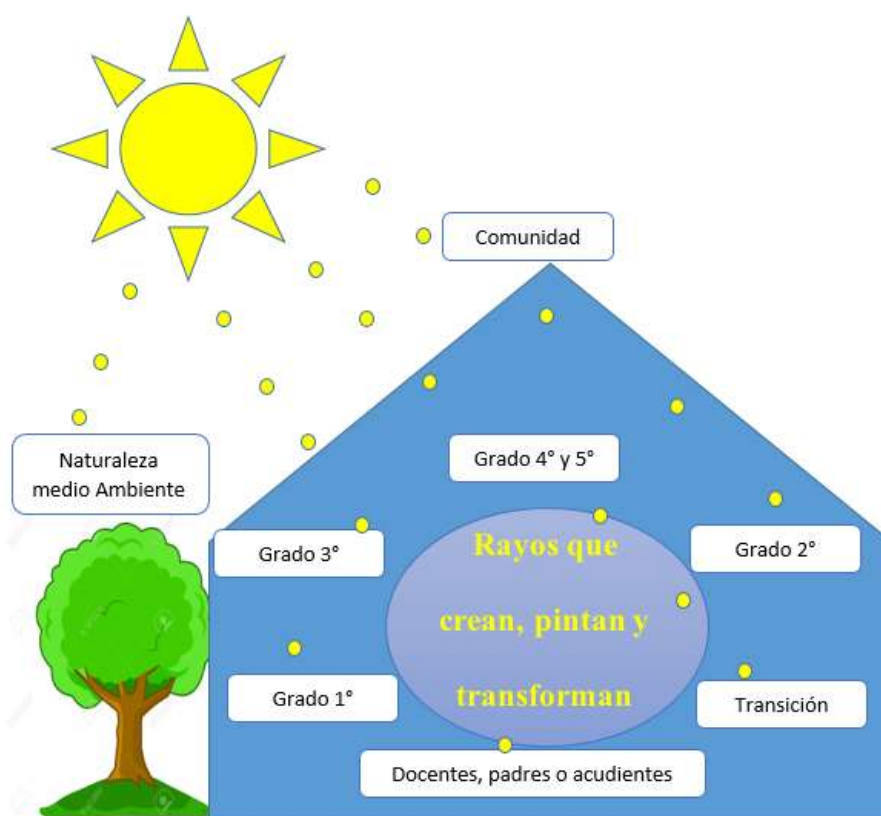 Comunidad
Naturaleza
medio Ambiente
Grado 4° y 5°
Grado 3°
Rayos que
crean, pintan y
transforman
Grado 2°
Grado 1°
Transición
Docentes, padres o acudientes